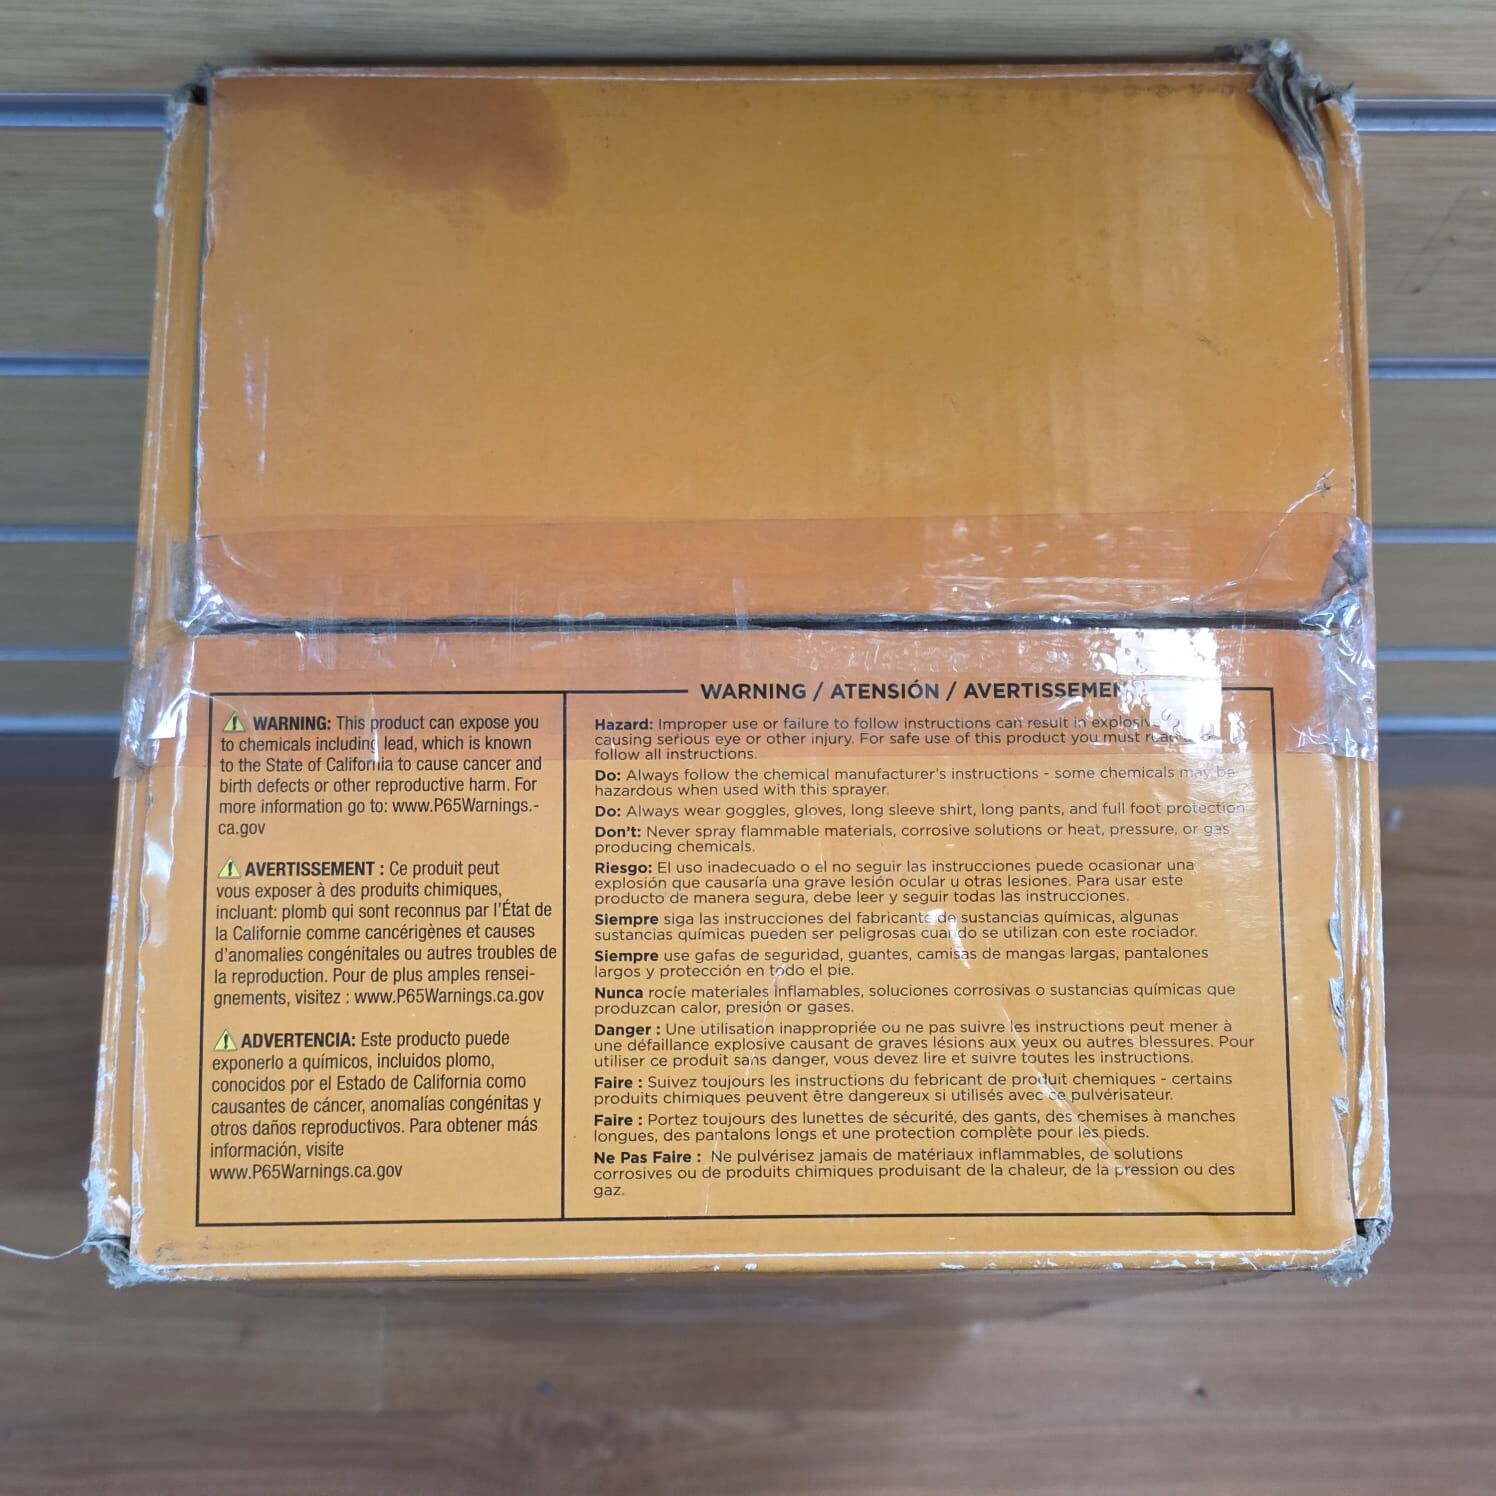 WARNING: This product can expose you
to chemicals including lead, which is known
to the State of California to cause cancer and
birth defects or other reproductive harm. For
more information go to: www.P65Warnings.-
ca.gov
AVERTISSEMENT : Ce produit peut
vous exposer à des produits chimiques,
incluant: plomb qui sont reconnus par l'État de
la Californie comme cancérigènes et causes
d'anomalies congénitales ou autres troubles de
la reproduction. Pour de plus amples rensei-
gnements, visitez : www.P65Warnings.ca.gov
ADVERTENCIA: Este producto puede
exponerlo a químicos, incluidos plomo,
conocidos por el Estado de California como
causantes de cáncer, anomalías congénitas y
otros daños reproductivos. Para obtener más
información, visite
www.P65Warnings.ca.gov
WARNING / ATENSIÓN / AVERTISSEMEN
Hazard: Improper use or failure to follow instructions can result in explosiv
causing serious eye or other injury. For safe use of this product you must
follow all instructions.
Do: Always follow the chemical manufacturer's instructions - some chemicals may be
hazardous when used with this sprayer.
Do: Always wear goggles, gloves, long sleeve shirt, long pants, and full foot protection
Don't: Never spray flammable materials, corrosive solutions or heat, pressure, or gas
producing chemicals.
Riesgo: El uso inadecuado o el no seguir las instrucciones puede ocasionar una
explosión que causaría una grave lesión ocular u otras lesiones. Para usar este
producto de manera segura, debe leer y seguir todas las instrucciones.
Siempre siga las instrucciones del fabricante de sustancias químicas, algunas
sustancias químicas pueden ser peligrosas cuando se utilizan con este rociador.
Siempre use gafas de seguridad, guantes, camisas de mangas largas, pantalones
largos y protección en todo el pie.
Nunca rocíe materiales inflamables, soluciones corrosivas o sustancias químicas que
produzcan calor, presión or gases.
Danger : Une utilisation inappropriée ou ne pas suivre les instructions peut mener à
une défaillance explosive causant de graves lésions aux yeux ou autres blessures. Pour
utiliser ce produit sans danger, vous devez lire et suivre toutes les instructions.
Faire : Suivez toujours les instructions du febricant de produit chemiques - certains
produits chimiques peuvent être dangereux si utilisés avec ce pulvérisateur.
Faire : Portez toujours des lunettes de sécurité, des gants, des chemises à manches
longues, des pantalons longs et une protection complète pour les pieds.
Ne Pas Faire : Ne pulvérisez jamais de matériaux inflammables, de solutions
corrosives ou de produits chimiques produisant de la chaleur, de la pression ou des
gaz.